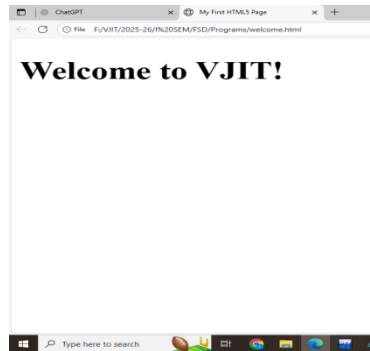 ChatGPT
My First HTML5 Page
File F:/VJIT/2025-26/I%20SEM/FSD/Programs/welcome.html
Welcome to VJIT!
Type here to search